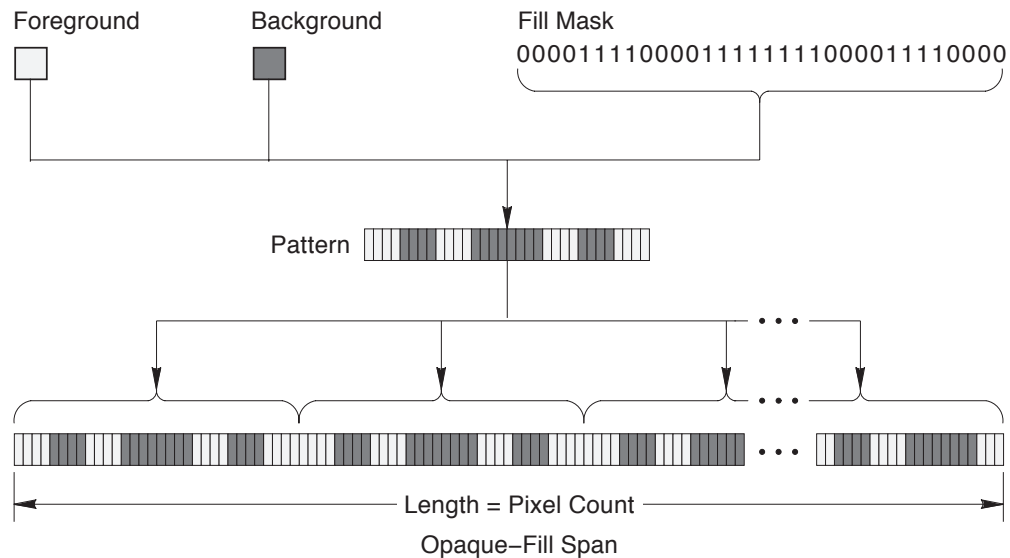 Foreground
Background
Fill Mask
00001111000011111111000011110000
Pattern
Length = Pixel Count
Opaque–Fill Span